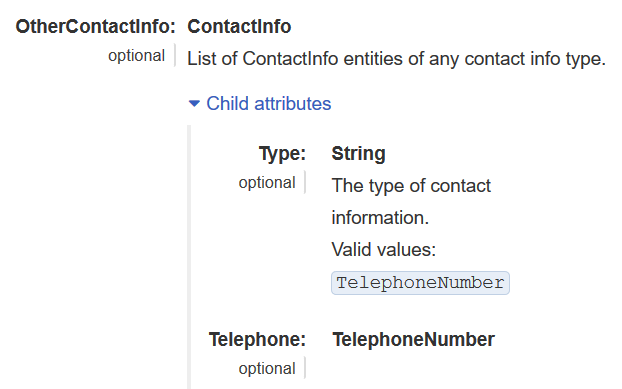 OtherContactInfo: ContactInfo
optional List of ContactInfo entities of any contact info type.
Child attributes
Type: String
optional The type of contact
information.
Valid values:
TelephoneNumber
Telephone: TelephoneNumber
optional